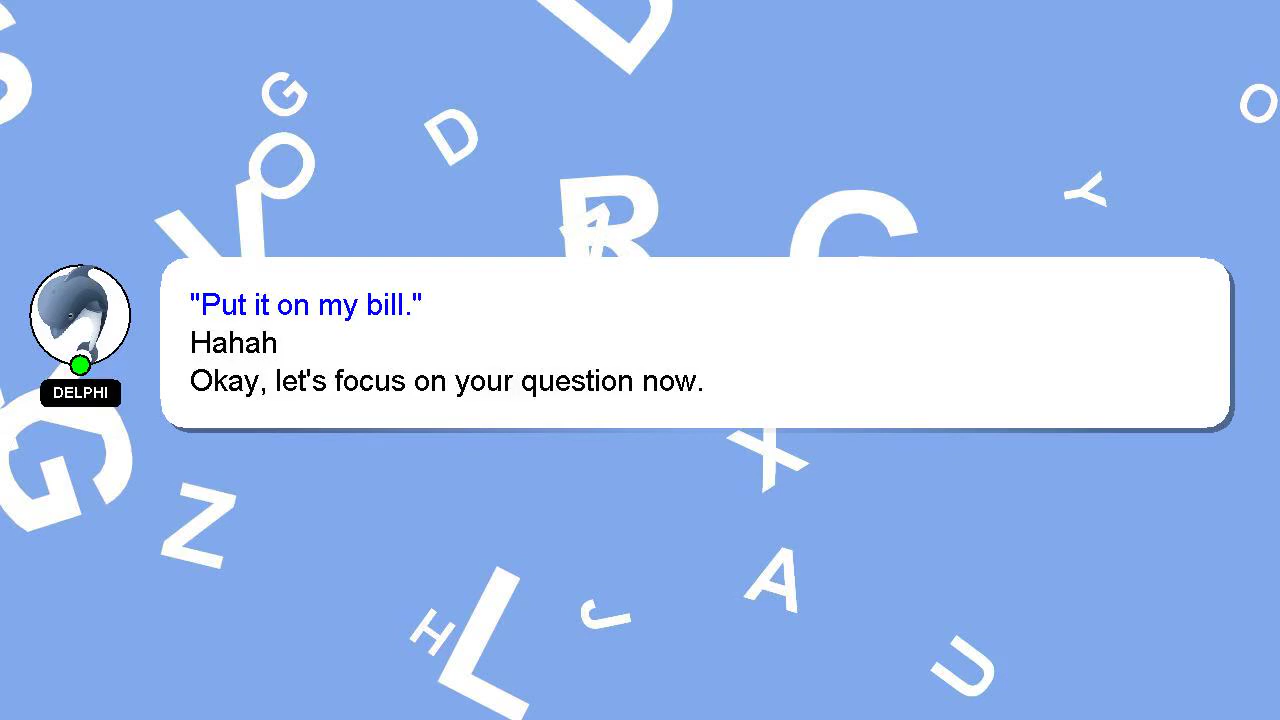 D
S
G
O
D
O
Y
V
R
A
C
"Put it on my bill."
Hahah
Okay, let's focus on your question now.
DELPHI
G
X
Z
A
H
L
J
U